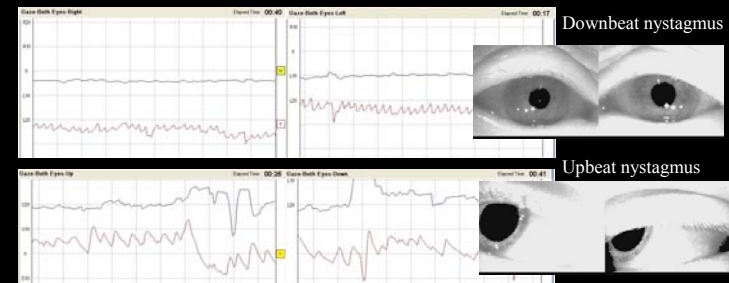 Gaze-Both Eyes-Right
Elapsed Time 00:40
Gaze-Both Eyes-Left
Elapsed Time 00:17
Downbeat nystagmus
Gaze-Both Eyes-Up
Elapsed Time 00:26
Gaze-Both Eyes-Down
Elapsed Time 00:41
Upbeat nystagmus